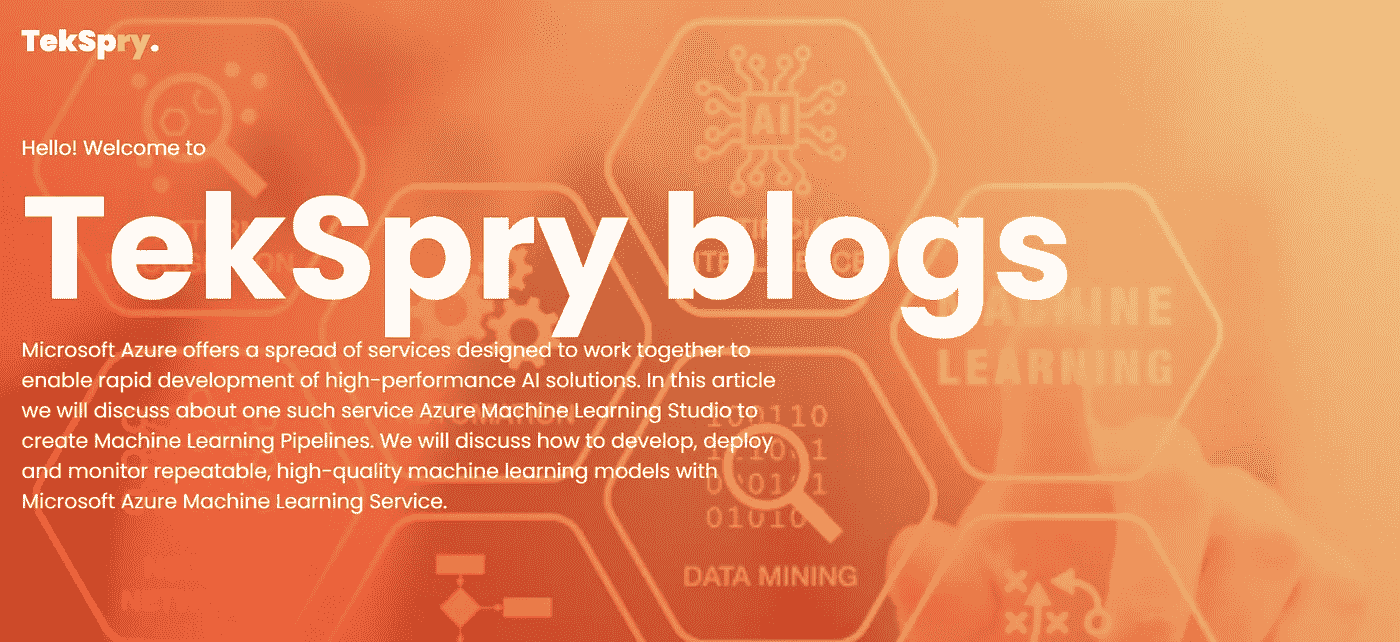 TekSpry.
Hello! Welcome to
TekSpry blogs
Microsoft Azure offers a spread of services designed to work together to
enable rapid development of high-performance AI solutions. In this article
we will discuss about one such service Azure Machine Learning Studio to
create Machine Learning Pipelines. We will discuss how to develop, deploy
and monitor repeatable, high-quality machine learning models with
Microsoft Azure Machine Learning Service.
AI
MACHINE
LEARNING
DATA MINING